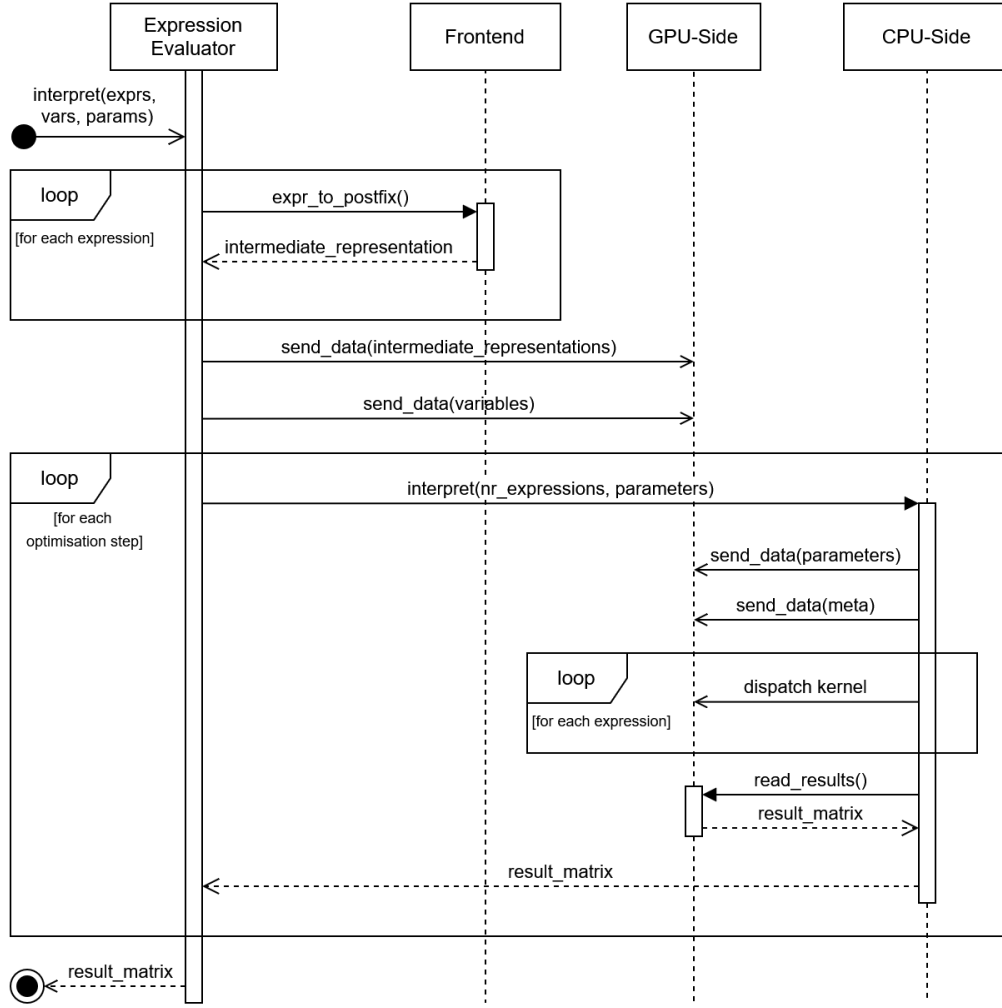 Expression
Evaluator
Frontend
GPU-Side
CPU-Side
interpret(exprs,
vars, params)
loop
[for each expression]
expr_to_postfix()
intermediate_representation
send_data(intermediate_representations)
send_data(variables)
loop
[for each
optimisation step]
interpret(nr_expressions, parameters)
send_data(parameters)
send_data(meta)
loop
[for each expression]
dispatch kernel
read_results()
result_matrix
result_matrix
result_matrix